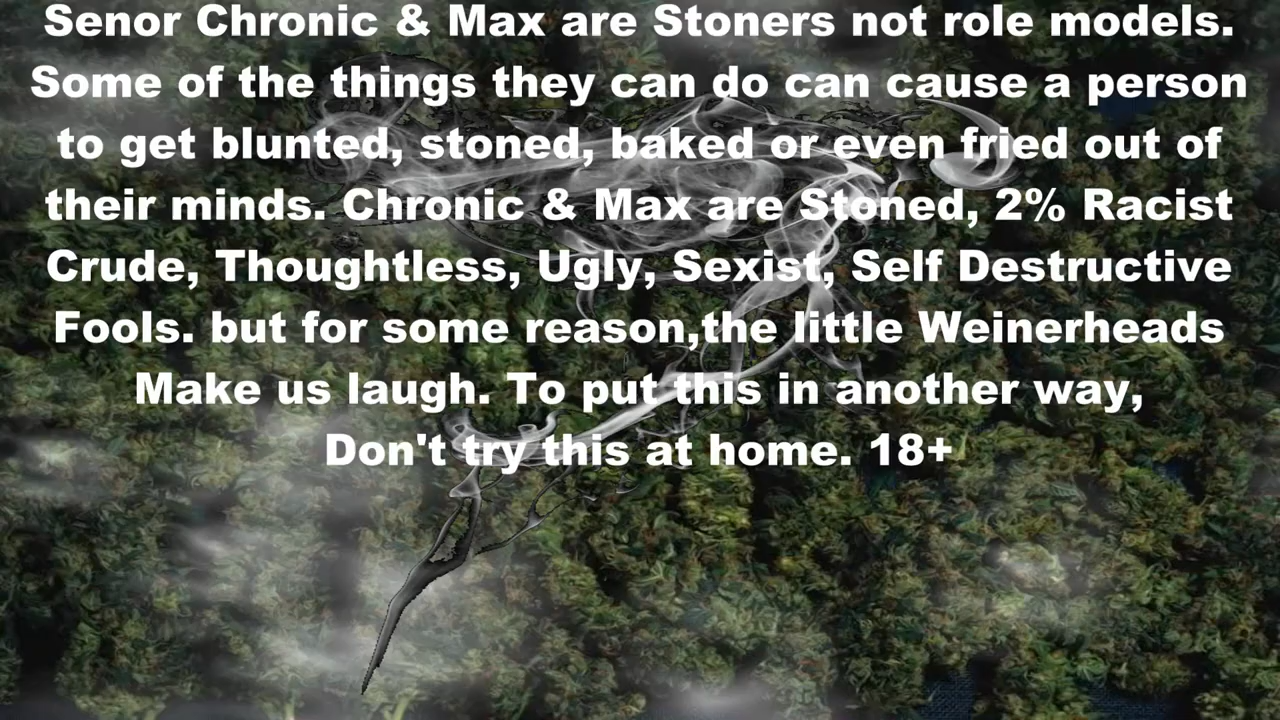 Senor Chronic & Max are Stoners not role models.
Some of the things they can do can cause a person
to get blunted, stoned, baked or even fried out of
their minds. Chronic & Max are Stoned, 2% Racist
Crude, Thoughtless, Ugly, Sexist, Self Destructive
Fools. but for some reason,the little Weinerheads
Make us laugh. To put this in another way,
Don't try this at home. 18+